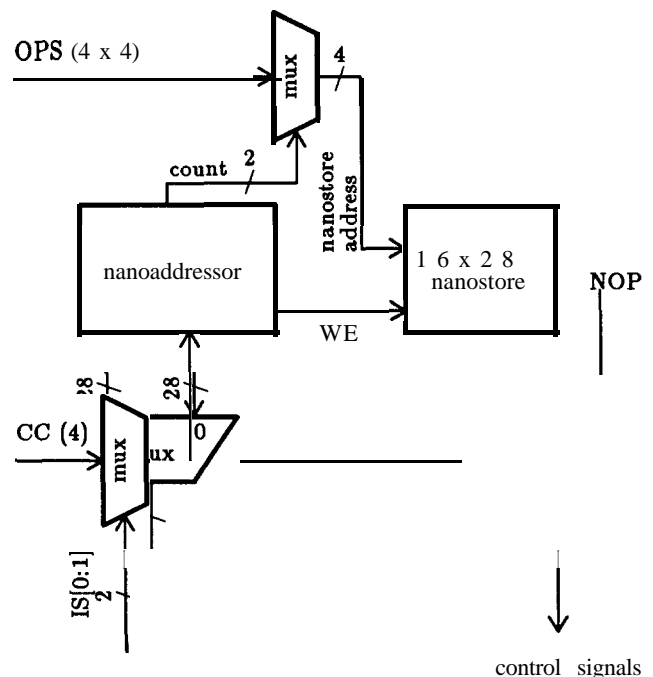 OPS (4 x 4)
mux
4
count
2
nanostore
address
nanoaddressor
1 6 x 2 8
nanostore
NOP
WE
28
28
0
CC (4)
mux
ux
IS[0:1]
2
control signals